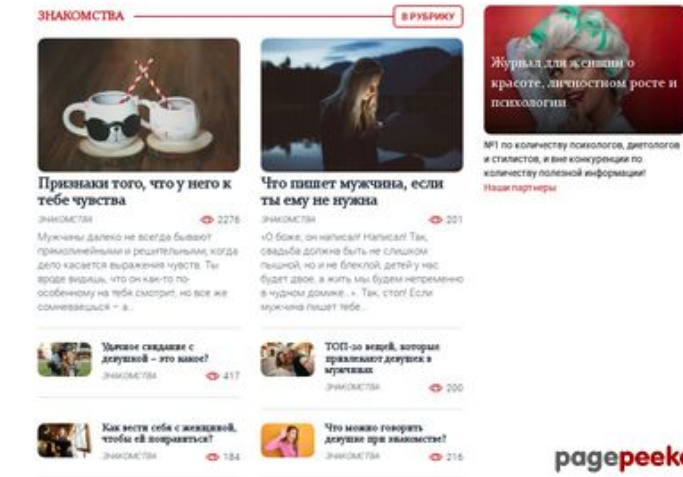 ЗНАКОМСТВА
В РУБРИКУ
Признаки того, что у него к
тебе чувства
ЗНАКОМСТВА 2276
Мужчины далеко не всегда бывают
прямолинейными и решительными, когда
дело касается выражения чувств. Ты
вроде видишь, что он как-то по-
особенному на тебя смотрит, но все же
сомневаешься – а...
Что пишет мужчина, если
ты ему не нужна
ЗНАКОМСТВА 201
«О боже, он написал! Написал! Так,
свадьба должна быть не слишком
пышной, но и не блеклой, детей у нас
будет двое, а жить мы будем непременно
в чудном домике...». Так, стоп! Если
мужчина пишет тебе...
Удачное свидание с
девушкой – это какое?
ЗНАКОМСТВА 417
ТОП-10 вещей, которые
привлекают девушек в
мужчинах
ЗНАКОМСТВА 200
Как вести себя с женщиной,
чтобы ей понравиться?
ЗНАКОМСТВА 184
Что можно говорить
девушке при знакомстве?
ЗНАКОМСТВА 216
Журнал для женщин о
красоте, личностном росте и
психологии
№1 по количеству психологов, диетологов
и стилистов, и вне конкуренции по
количеству полезной информации!
Наши партнеры
pagepeeke